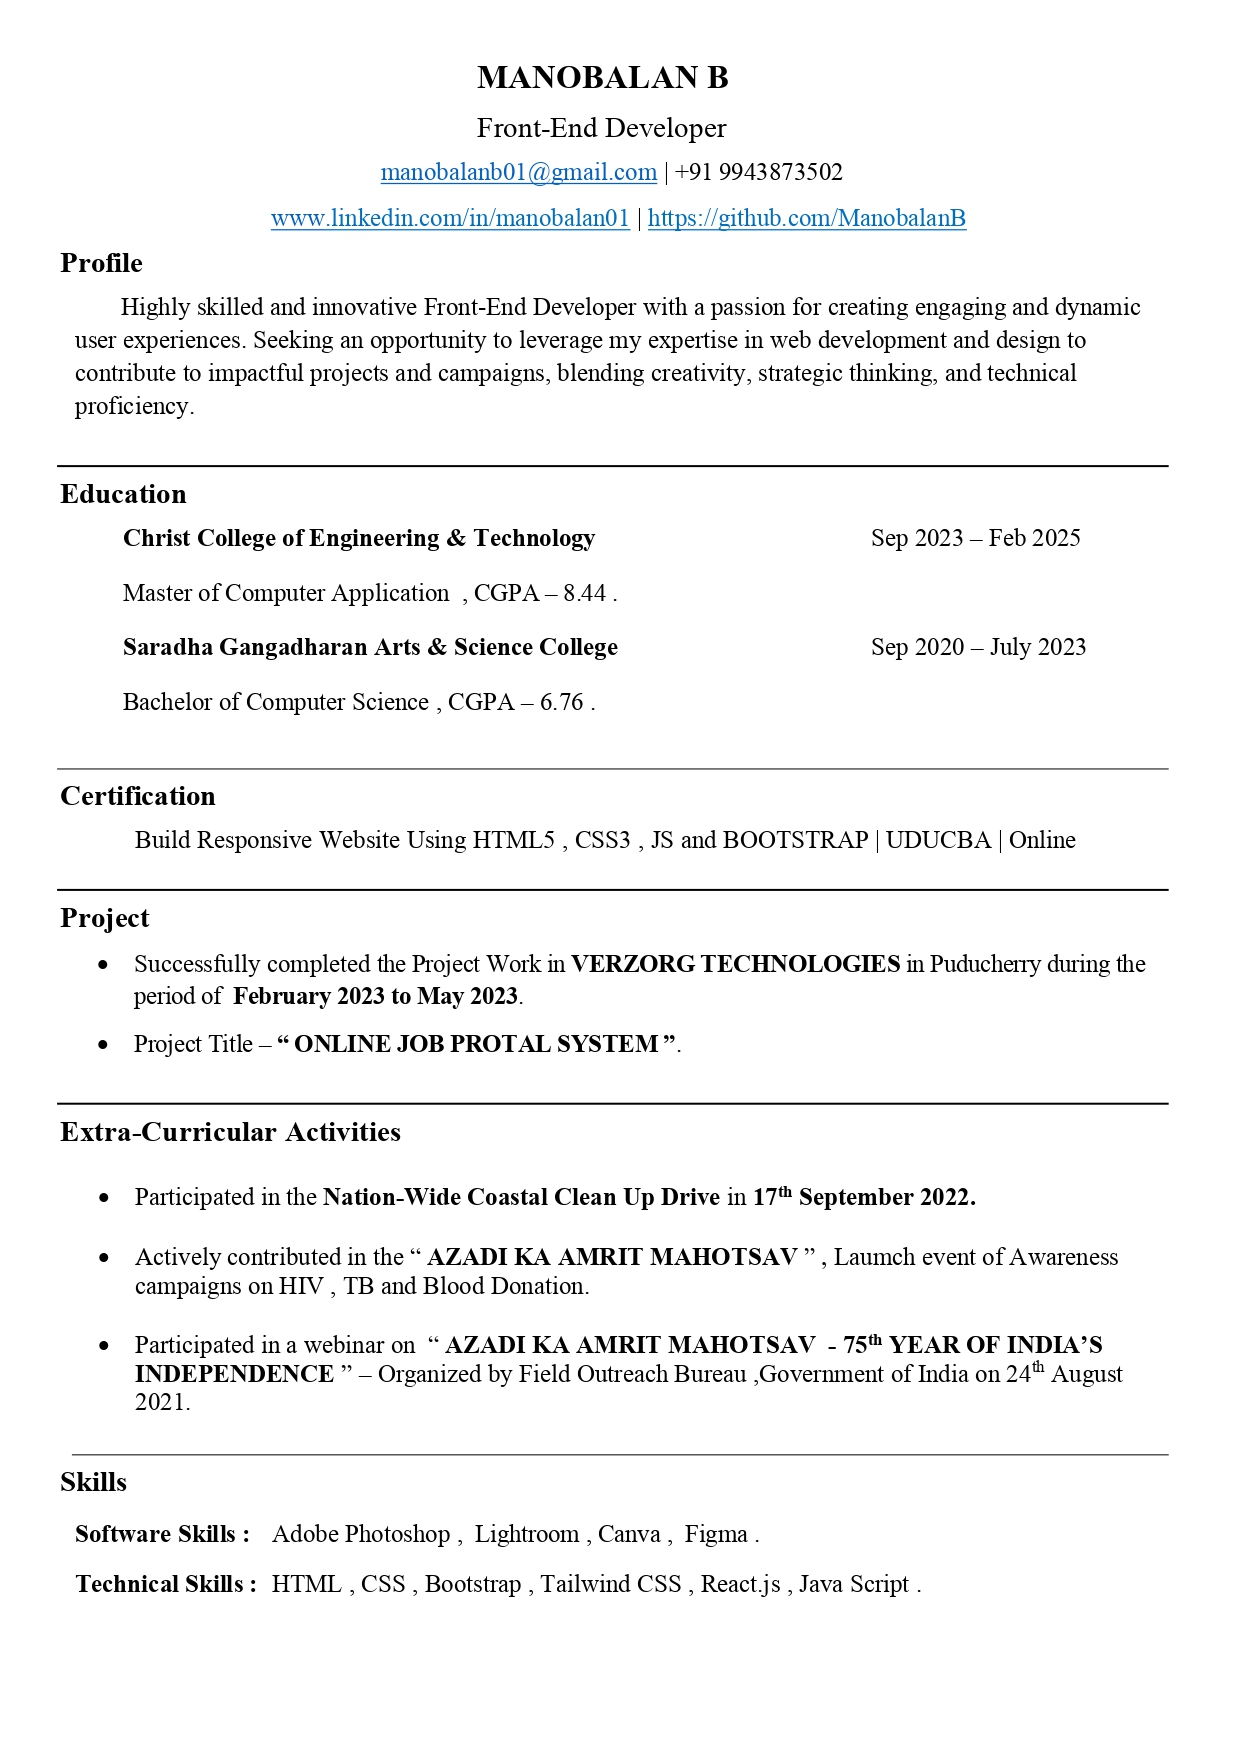 MANOBALAN B
Front-End Developer
manobalanb01@gmail.com | +91 9943873502
www.linkedin.com/in/manobalan01 | https://github.com/ManobalanB
Profile
Highly skilled and innovative Front-End Developer with a passion for creating engaging and dynamic
user experiences. Seeking an opportunity to leverage my expertise in web development and design to
contribute to impactful projects and campaigns, blending creativity, strategic thinking, and technical
proficiency.
Education
Christ College of Engineering & Technology Sep 2023 – Feb 2025
Master of Computer Application , CGPA – 8.44 .
Saradha Gangadharan Arts & Science College Sep 2020 – July 2023
Bachelor of Computer Science , CGPA – 6.76 .
Certification
Build Responsive Website Using HTML5 , CSS3 , JS and BOOTSTRAP | UDUCBA | Online
Project
• Successfully completed the Project Work in VERZORG TECHNOLOGIES in Puducherry during the
period of February 2023 to May 2023.
• Project Title – “ ONLINE JOB PROTAL SYSTEM ”.
Extra-Curricular Activities
• Participated in the Nation-Wide Coastal Clean Up Drive in 17th September 2022.
• Actively contributed in the “ AZADI KA AMRIT MAHOTSAV ” , Laumch event of Awareness
campaigns on HIV , TB and Blood Donation.
• Participated in a webinar on “ AZADI KA AMRIT MAHOTSAV - 75th YEAR OF INDIA’S
INDEPENDENCE ” – Organized by Field Outreach Bureau ,Government of India on 24th August
2021.
Skills
Software Skills : Adobe Photoshop , Lightroom , Canva , Figma .
Technical Skills : HTML , CSS , Bootstrap , Tailwind CSS , React.js , Java Script .